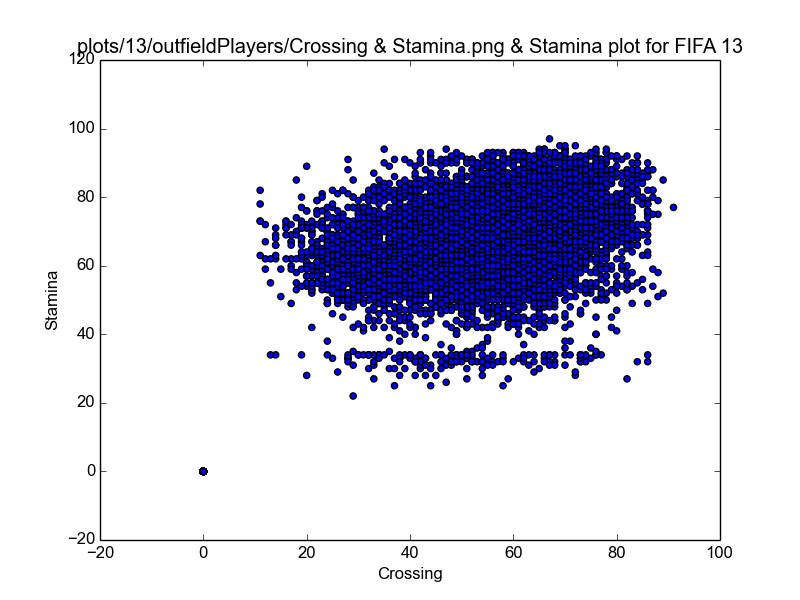 plots/13/outfieldPlayers/Crossing & Stamina.png & Stamina plot for FIFA 13
120
100
80
60
40
20
0
−20
Stamina
−20 0 20 40 60 80 100
Crossing